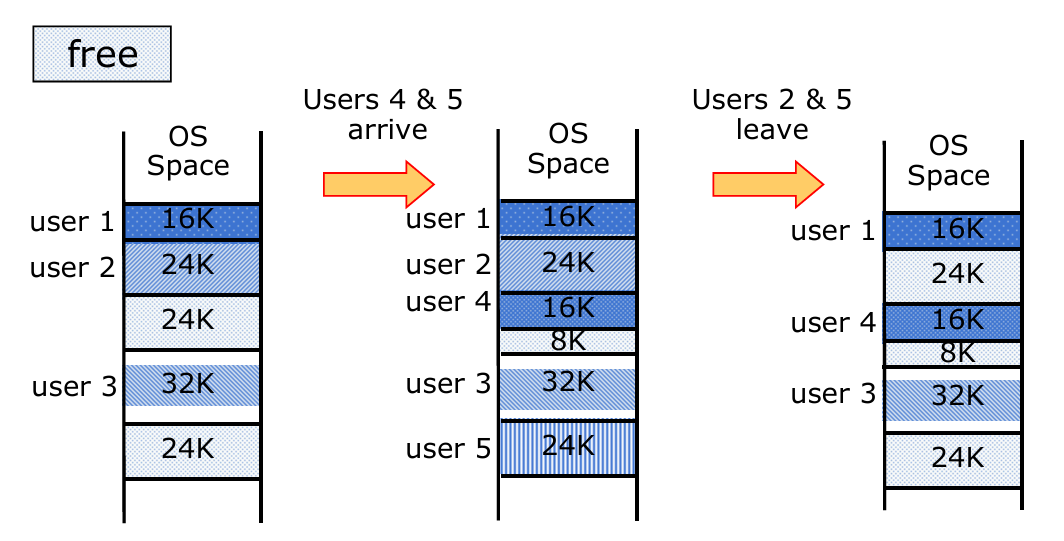 free
Users 4 & 5
arrive
Users 2 & 5
leave
OS
Space
user 1
16K
user 2
24K
24K
user 3
32K
24K
OS
Space
user 1
16K
user 2
24K
user 4
16K
8K
user 3
32K
user 5
24K
OS
Space
user 1
16K
24K
user 4
16K
8K
user 3
32K
24K